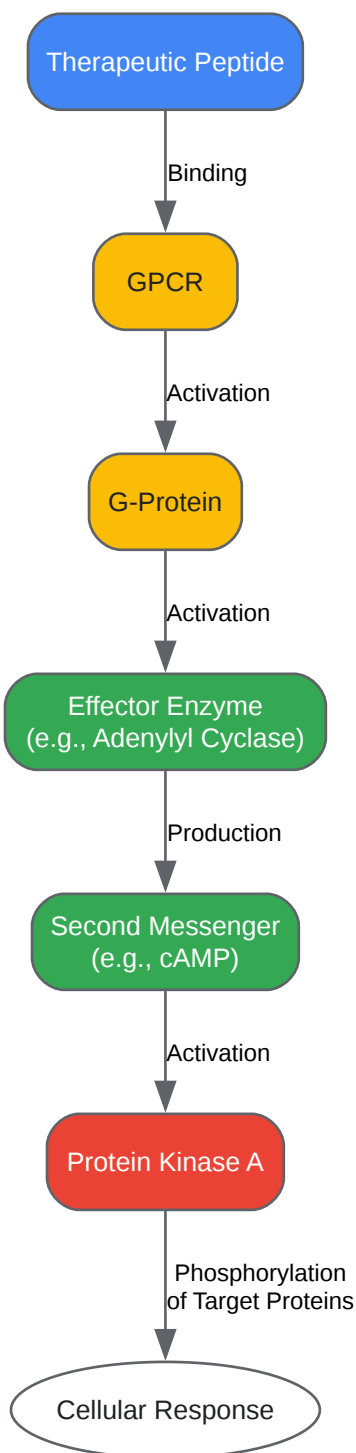 Therapeutic Peptide
Binding
GPCR
Activation
G-Protein
Activation
Effector Enzyme
(e.g., Adenylyl Cyclase)
Production
Second Messenger
(e.g., cAMP)
Activation
Protein Kinase A
Phosphorylation
of Target Proteins
Cellular Response